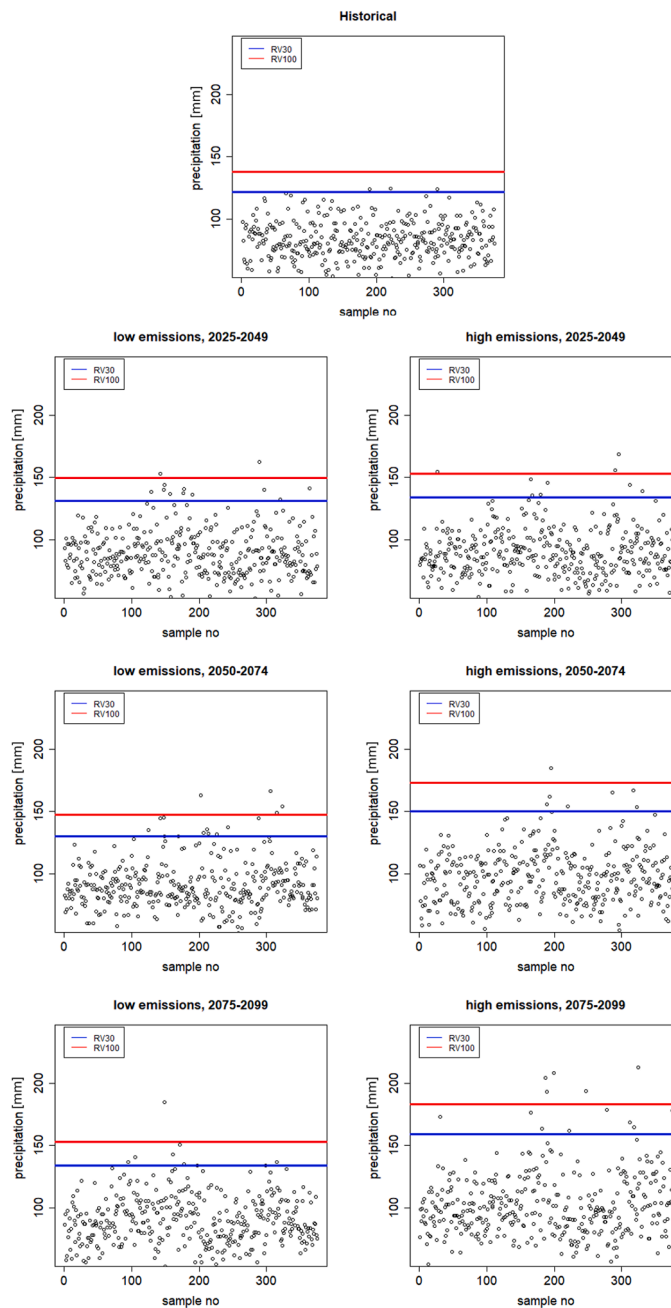 Historical
RV30
RV100
precipitation [mm]
200
150
100
0 100 200 300
sample no
low emissions, 2025-2049
RV30
RV100
precipitation [mm]
200
150
100
0 100 200 300
sample no
high emissions, 2025-2049
RV30
RV100
precipitation [mm]
200
150
100
0 100 200 300
sample no
low emissions, 2050-2074
RV30
RV100
precipitation [mm]
200
150
100
0 100 200 300
sample no
high emissions, 2050-2074
RV30
RV100
precipitation [mm]
200
150
100
0 100 200 300
sample no
low emissions, 2075-2099
RV30
RV100
precipitation [mm]
200
150
100
0 100 200 300
sample no
high emissions, 2075-2099
RV30
RV100
precipitation [mm]
200
150
100
0 100 200 300
sample no